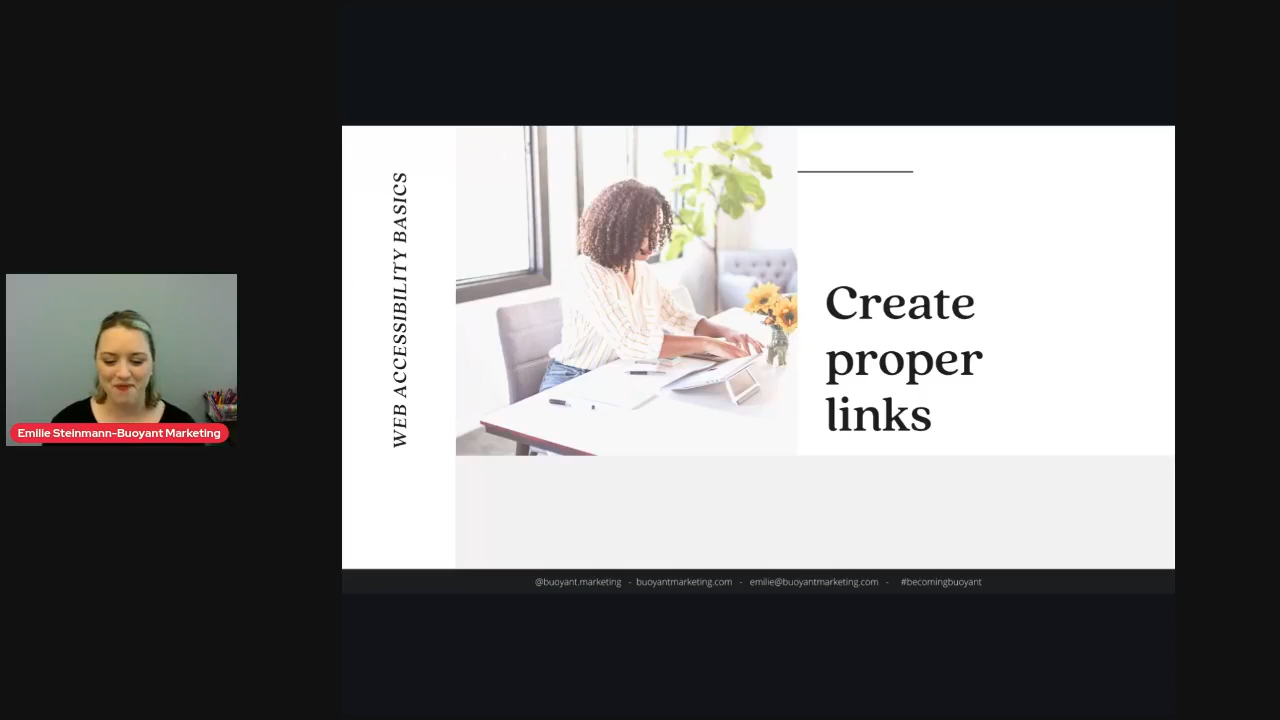 Emilie Steinmann-Buoyant Marketing
WEB ACCESSIBILITY BASICS
Create
proper
links
@buoyant.marketing - buoyantmarketing.com - emilie@buoyantmarketing.com - #becomingbuoyant